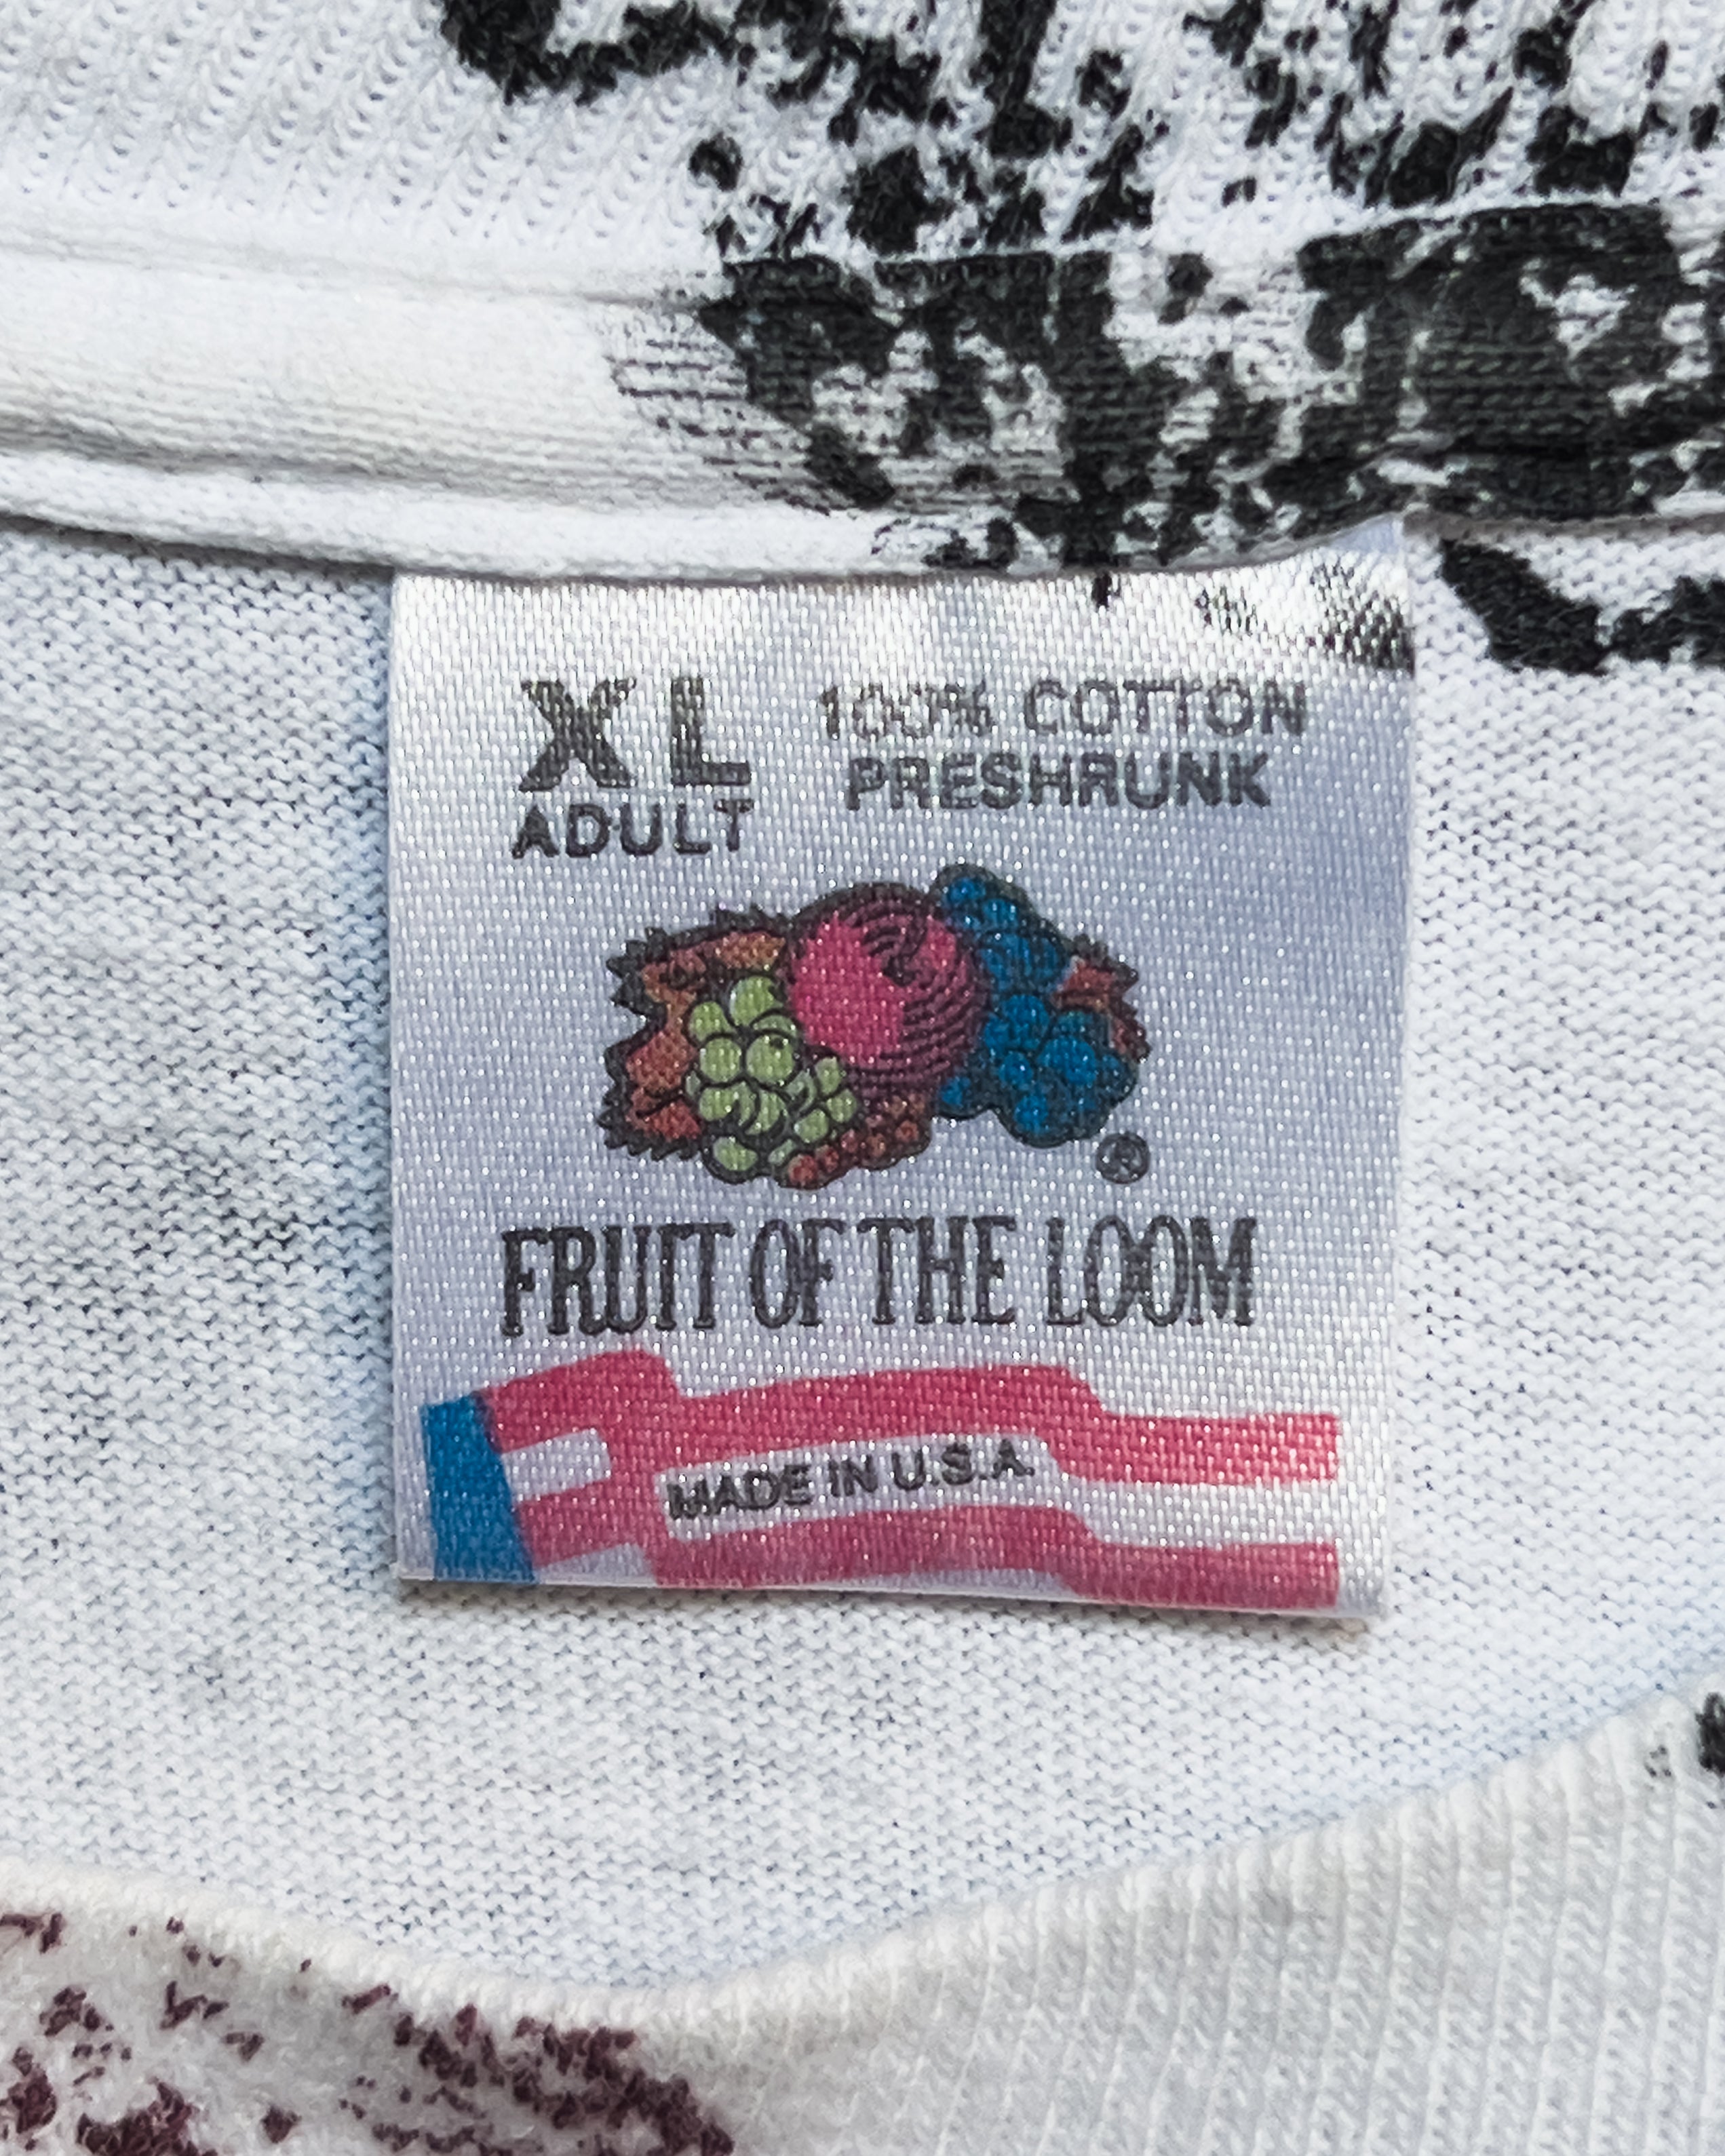 XL
ADULT
100% COTTON
PRESHRUNK
®
FRUIT OF THE LOOM
MADE IN U.S.A.